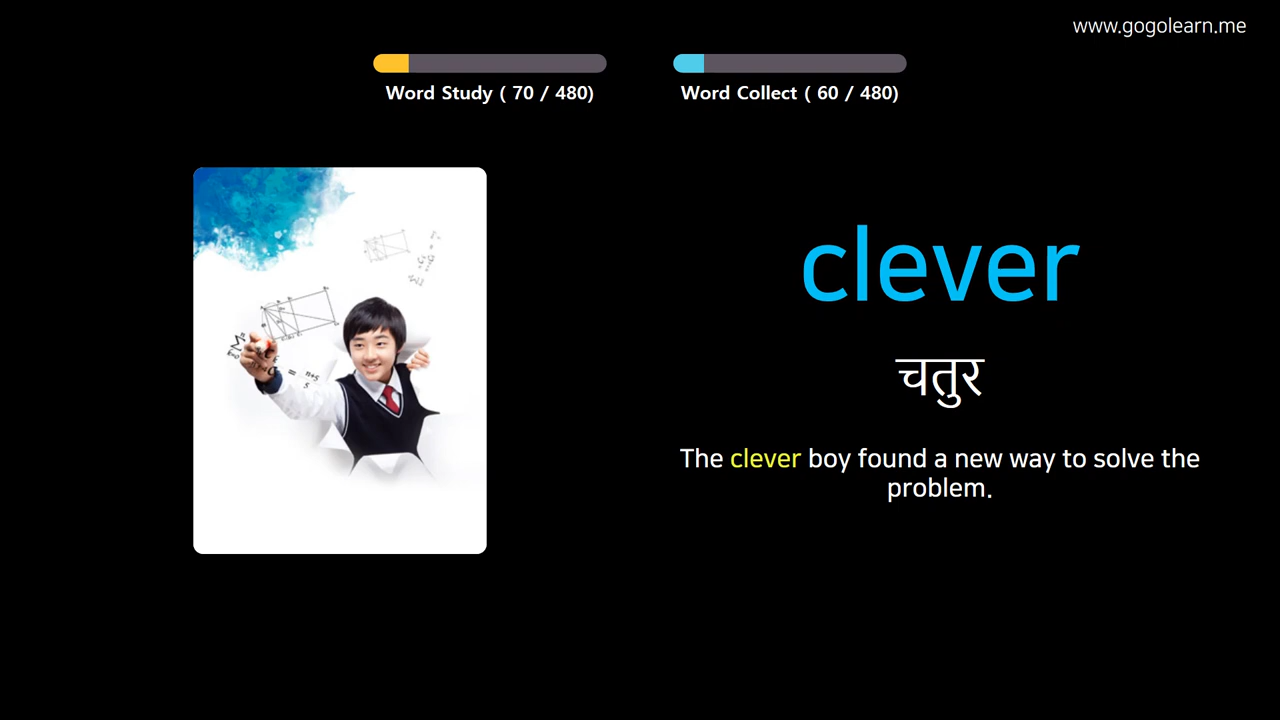 www.gogolearn.me
Word Study ( 70 / 480)
Word Collect ( 60 / 480)
clever
चतुर
The clever boy found a new way to solve the
problem.